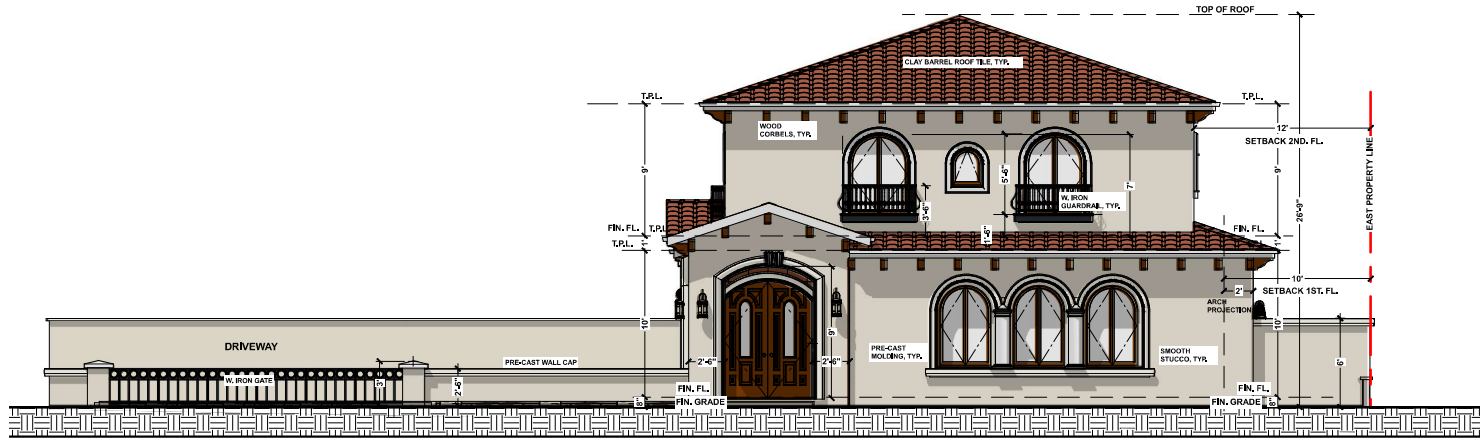 TOP OF ROOF
CLAY BARREL ROOF TILE, TYP.
T.P.L.
T.P.L.
WOOD
CORBELS, TYP.
12'
SETBACK 2ND. FL.
9'
5'-6"
7'
9'
26'-9"
EAST PROPERTY LINE
3'-6"
W. IRON
GUARDRAIL, TYP.
1'-6"
FIN. FL.
T.P.L.
FIN. FL.
T.P.L.
1'
1'
10'
2'
SETBACK 1ST. FL.
ARCH
PROJECTION
10'
9'
10'
DRIVEWAY
PRE-CAST WALL CAP
PRE-CAST
MOLDING, TYP.
SMOOTH
STUCCO, TYP.
2'-6"
2'-6"
6'
W. IRON GATE
3'
2'-6"
FIN. FL.
FIN. GRADE
8"
FIN. FL.
FIN. GRADE
8"